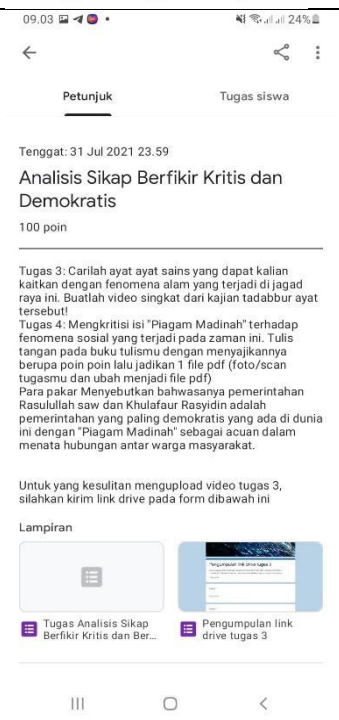 09.03
24%
Petunjuk
Tugas siswa
Tenggat: 31 Jul 2021 23.59
Analisis Sikap Berfikir Kritis dan
Demokratis
100 poin
Tugas 3: Carilah ayat ayat sains yang dapat kalian
kaitkan dengan fenomena alam yang terjadi di jagad
raya ini. Buatlah video singkat dari kajian tadabbur ayat
tersebut!
Tugas 4: Mengkritisi isi "Piagam Madinah" terhadap
fenomena sosial yang terjadi pada zaman ini. Tulis
tangan pada buku tulismu dengan menyajikannya
berupa poin poin lalu jadikan 1 file pdf (foto/scan
tugasmu dan ubah menjadi file pdf)
Para pakar Menyebutkan bahwasanya pemerintahan
Rasulullah saw dan Khulafaur Rasyidin adalah
pemerintahan yang paling demokratis yang ada di dunia
ini dengan "Piagam Madinah" sebagai acuan dalam
menata hubungan antar warga masyarakat.
Untuk yang kesulitan mengupload video tugas 3,
silahkan kirim link drive pada form dibawah ini
Lampiran
Pengumpulan link drive tugas 3
Tugas Analisis Sikap
Berfikir Kritis dan Ber...
Pengumpulan link
drive tugas 3